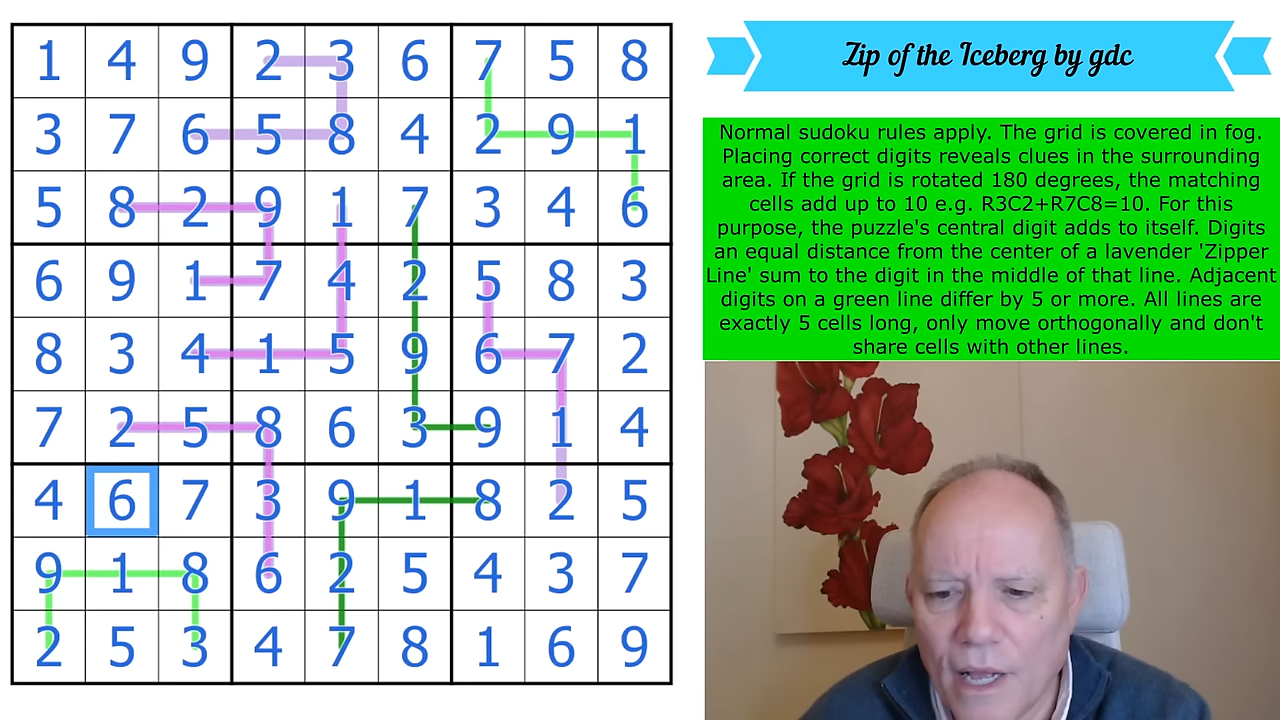 Zip of the Iceberg by gdc
1 4 9 2 3 6 7 5 8
3 7 6 5 8 4 2 9 1
5 8 2 9 1 7 3 4 6
6 9 1 7 4 2 5 8 3
8 3 4 1 5 9 6 7 2
7 2 5 8 6 3 9 1 4
4 6 7 3 9 1 8 2 5
9 1 8 6 2 5 4 3 7
2 5 3 4 7 8 1 6 9
Normal sudoku rules apply. The grid is covered in fog.
Placing correct digits reveals clues in the surrounding
area. If the grid is rotated 180 degrees, the matching
cells add up to 10 e.g. R3C2+R7C8=10. For this
purpose, the puzzle's central digit adds to itself. Digits
an equal distance from the center of a lavender 'Zipper
Line' sum to the digit in the middle of that line. Adjacent
digits on a green line differ by 5 or more. All lines are
exactly 5 cells long, only move orthogonally and don't
share cells with other lines.